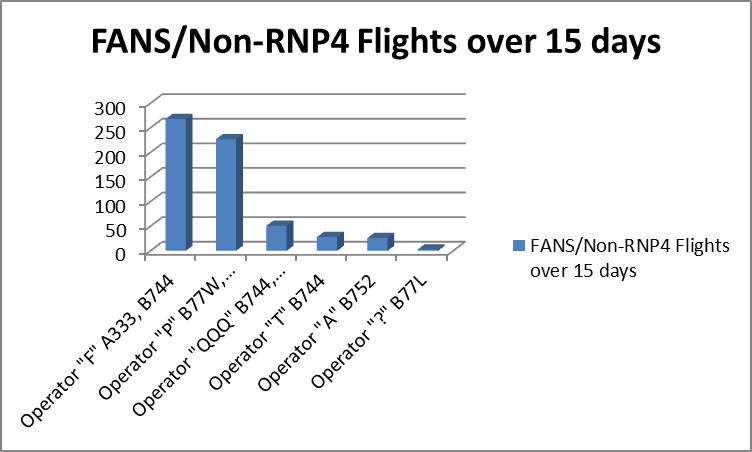 FANS/Non-RNP4 Flights over 15 days
300
250
200
150
100
50
0
Operator "F" A333, B744
Operator "P" B77W,...
Operator "QQQ" B744,...
Operator "T" B744
Operator "A" B752
Operator "?" B77L
FANS/Non-RNP4 Flights
over 15 days